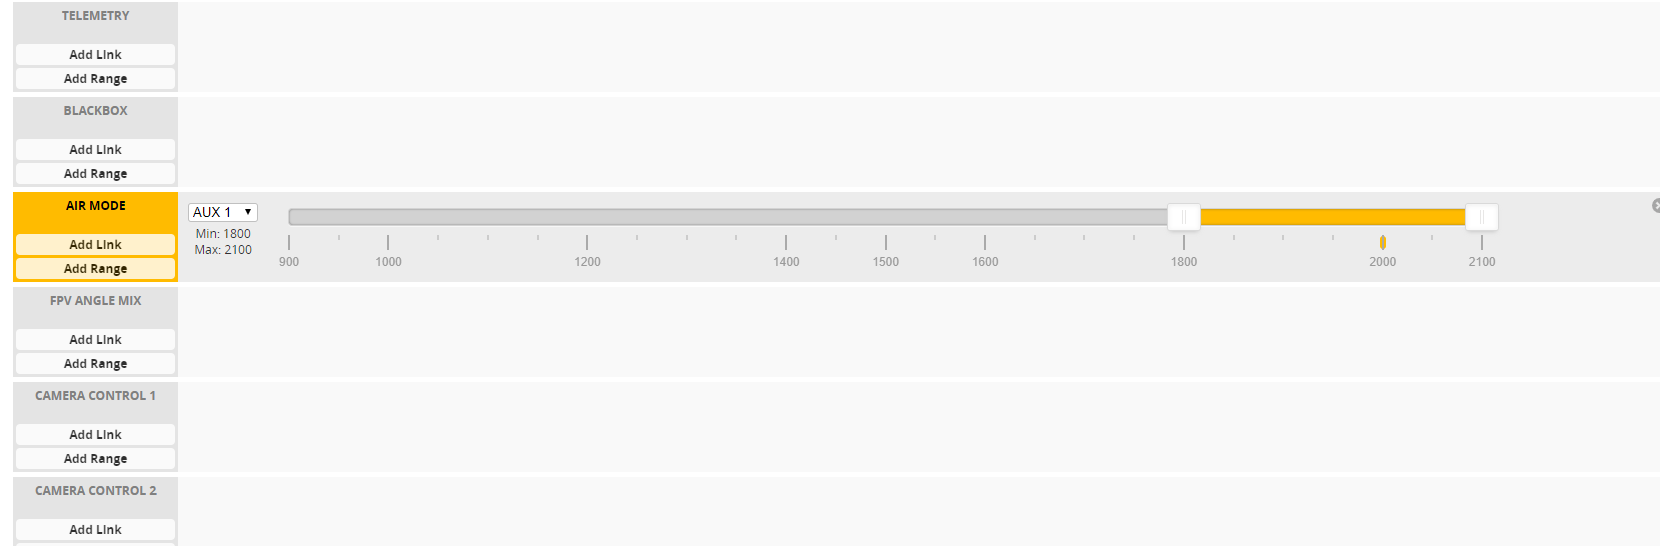 TELEMETRY
Add LInk
Add Range
BLACKBOX
Add LInk
Add Range
AIR MODE
Add LInk
Add Range
AUX 1
Min: 1800
Max: 2100
900 1000 1200 1400 1500 1600 1800 2000 2100
FPV ANGLE MIX
Add LInk
Add Range
CAMERA CONTROL 1
Add LInk
Add Range
CAMERA CONTROL 2
Add LInk